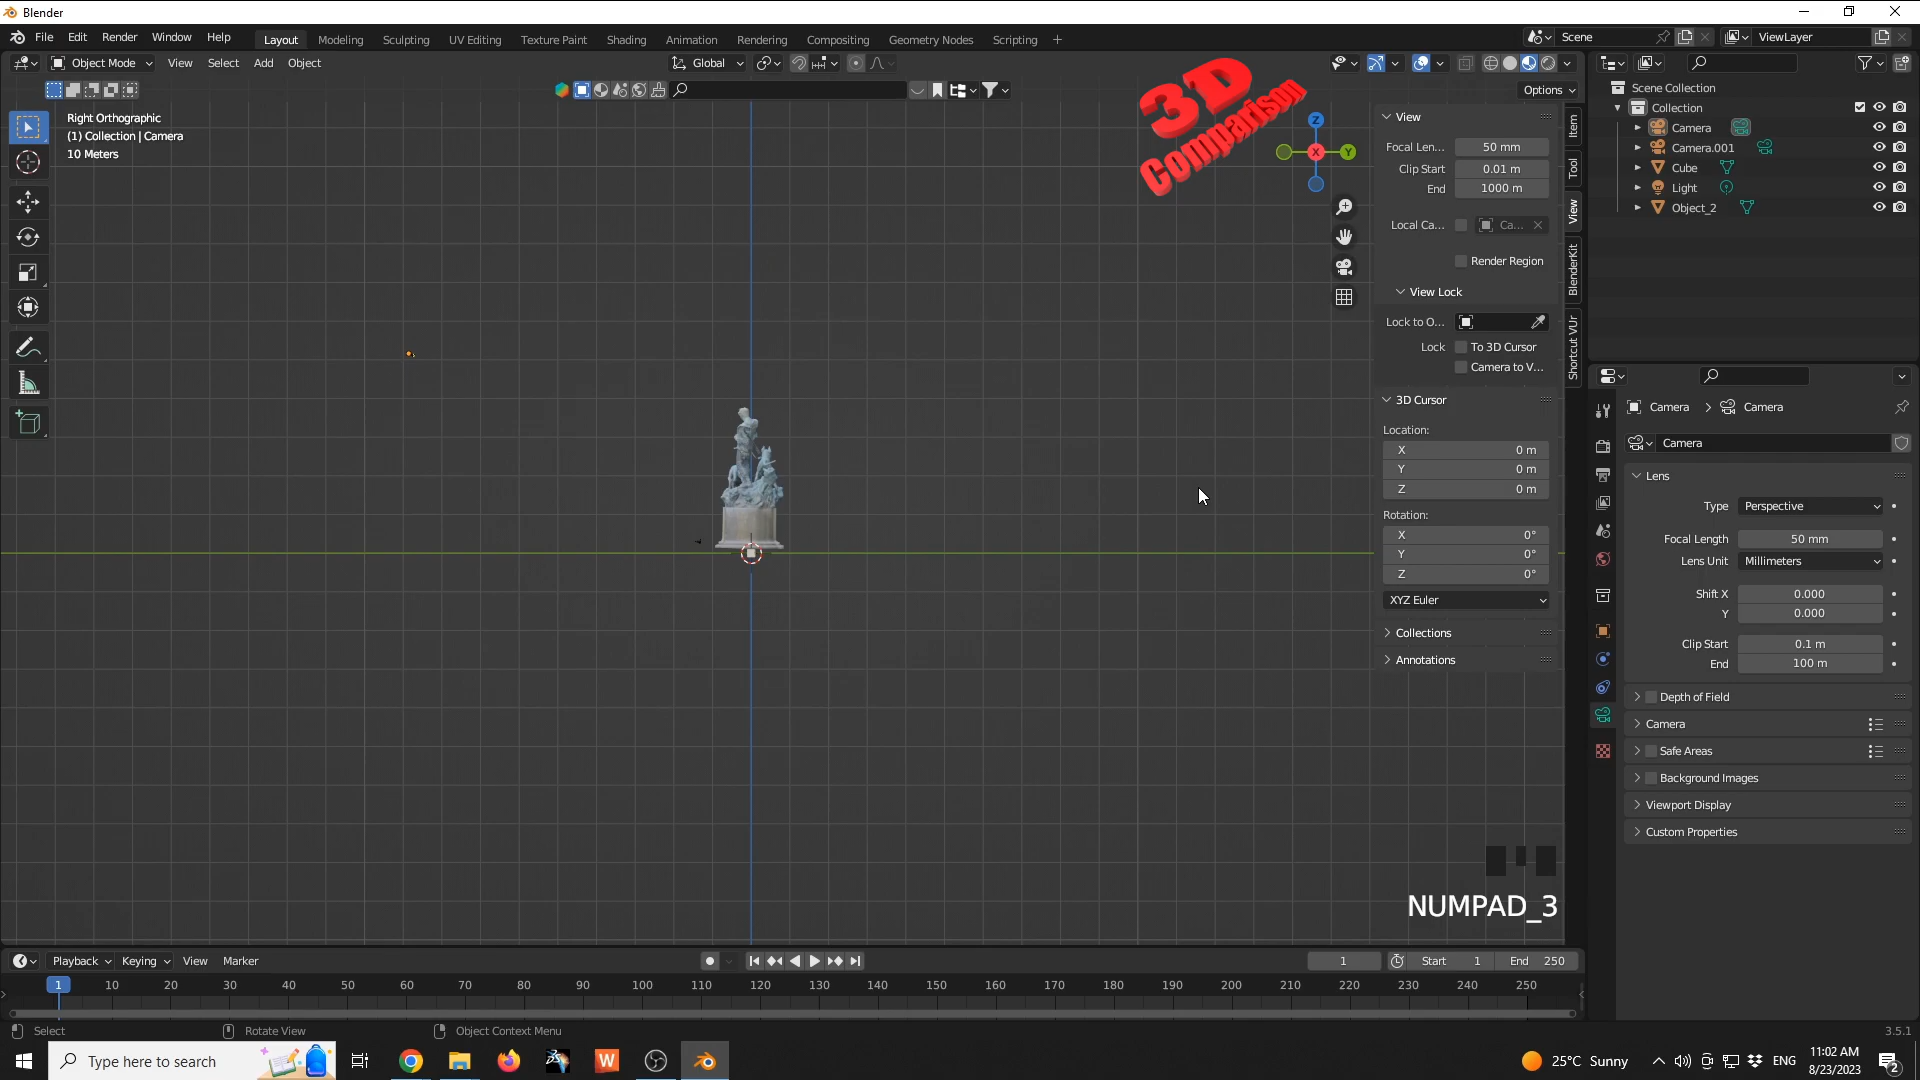 Blender
File Edit Render Window Help
Layout Modeling Sculpting UV Editing Texture Paint Shading Animation Rendering Compositing Geometry Nodes Scripting +
Scene
ViewLayer
Object Mode View Select Add Object
Global
Options
3D
Comparison
Right Orthographic
(1) Collection | Camera
10 Meters
Z
X
Y
View
Focal Len... 50 mm
Clip Start 0.01 m
End 1000 m
Local Ca... Ca...
Render Region
View Lock
Lock to O...
Lock To 3D Cursor
Camera to V...
3D Cursor
Location:
X 0 m
Y 0 m
Z 0 m
Rotation:
X 0°
Y 0°
Z 0°
XYZ Euler
Collections
Annotations
Item
Tool
View
BlenderKit
Shortcut VUr
Scene Collection
Collection
Camera
Camera.001
Cube
Light
Object_2
Camera > Camera
Camera
Lens
Type Perspective
Focal Length 50 mm
Lens Unit Millimeters
Shift X 0.000
Y 0.000
Clip Start 0.1 m
End 100 m
Depth of Field
Camera
Safe Areas
Background Images
Viewport Display
Custom Properties
NUMPAD_3
Playback Keying View Marker
1
Start 1
End 250
1 10 20 30 40 50 60 70 80 90 100 110 120 130 140 150 160 170 180 190 200 210 220 230 240 250
Select Rotate View Object Context Menu
3.5.1
Type here to search
W
25°C Sunny
ENG
11:02 AM
8/23/2023
2